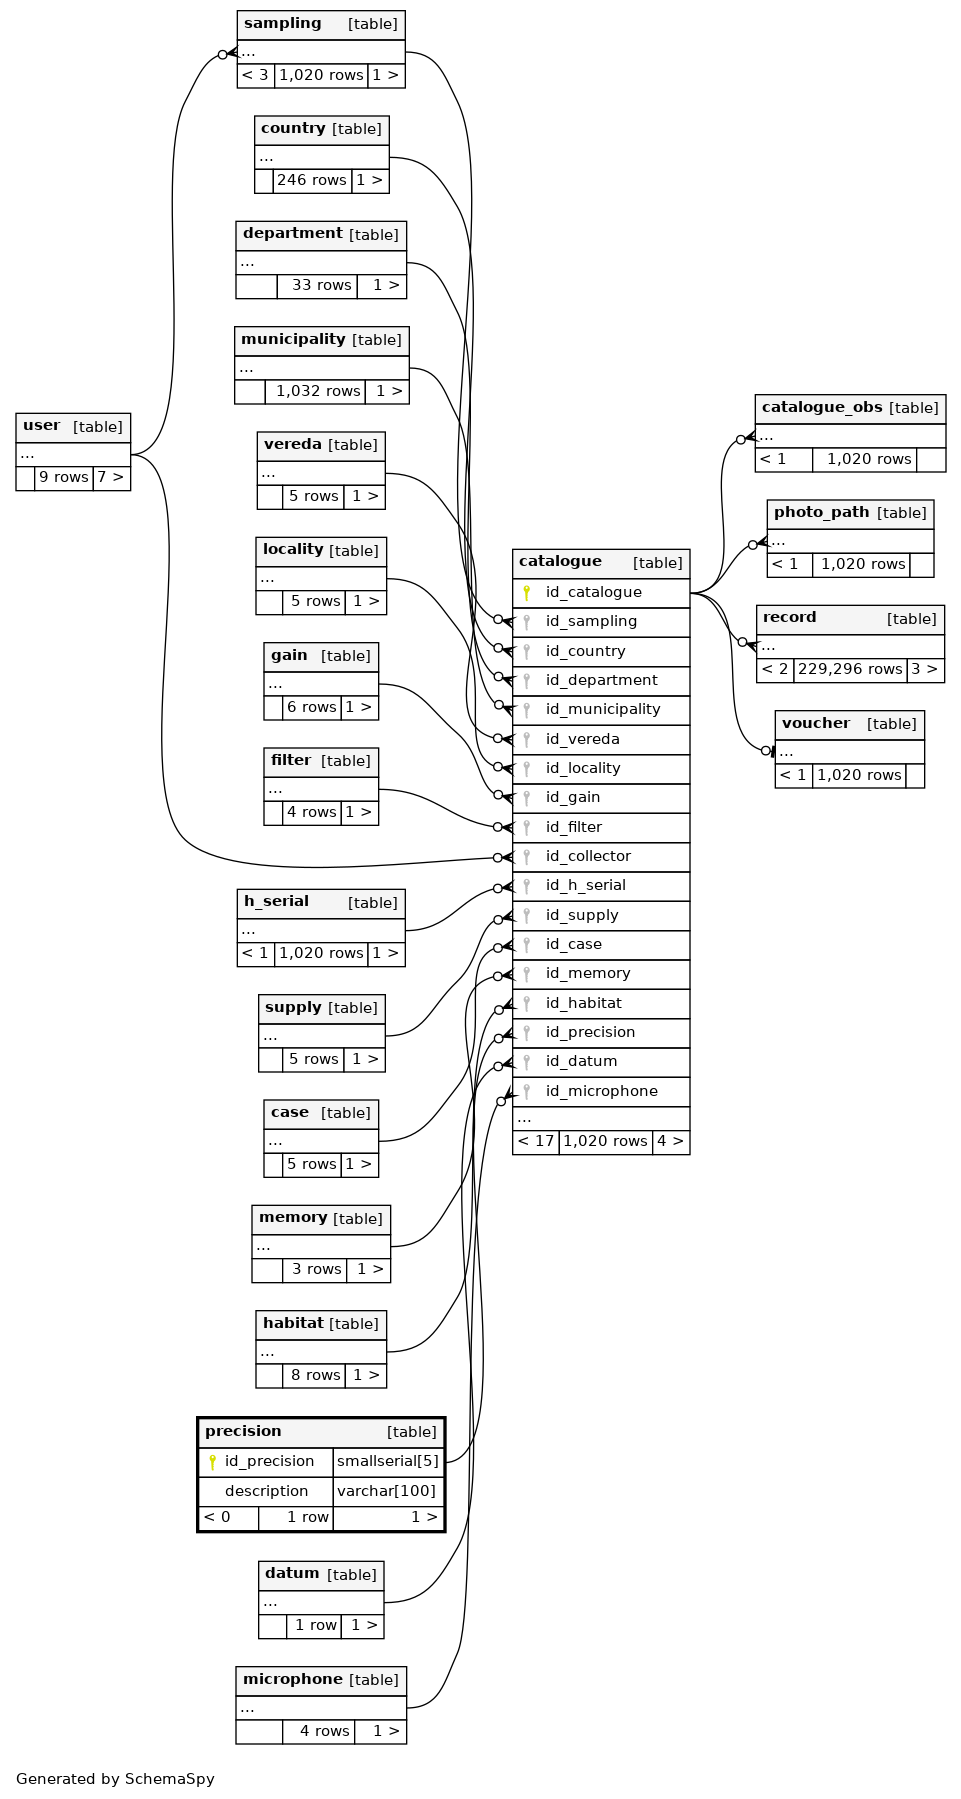 sampling [table]
...
< 3 1,020 rows 1 >
country [table]
...
246 rows 1 >
department [table]
...
33 rows 1 >
municipality [table]
...
1,032 rows 1 >
user [table]
...
9 rows 7 >
vereda [table]
...
5 rows 1 >
locality [table]
...
5 rows 1 >
gain [table]
...
6 rows 1 >
filter [table]
...
4 rows 1 >
h_serial [table]
...
< 1 1,020 rows 1 >
supply [table]
...
5 rows 1 >
case [table]
...
5 rows 1 >
memory [table]
...
3 rows 1 >
habitat [table]
...
8 rows 1 >
precision [table]
id_precision smallserial[5]
description varchar[100]
< 0 1 row 1 >
datum [table]
...
1 row 1 >
microphone [table]
...
4 rows 1 >
catalogue [table]
id_catalogue
id_sampling
id_country
id_department
id_municipality
id_vereda
id_locality
id_gain
id_filter
id_collector
id_h_serial
id_supply
id_case
id_memory
id_habitat
id_precision
id_datum
id_microphone
...
< 17 1,020 rows 4 >
catalogue_obs [table]
...
< 1 1,020 rows
photo_path [table]
...
< 1 1,020 rows
record [table]
...
< 2 229,296 rows 3 >
voucher [table]
...
< 1 1,020 rows
Generated by SchemaSpy